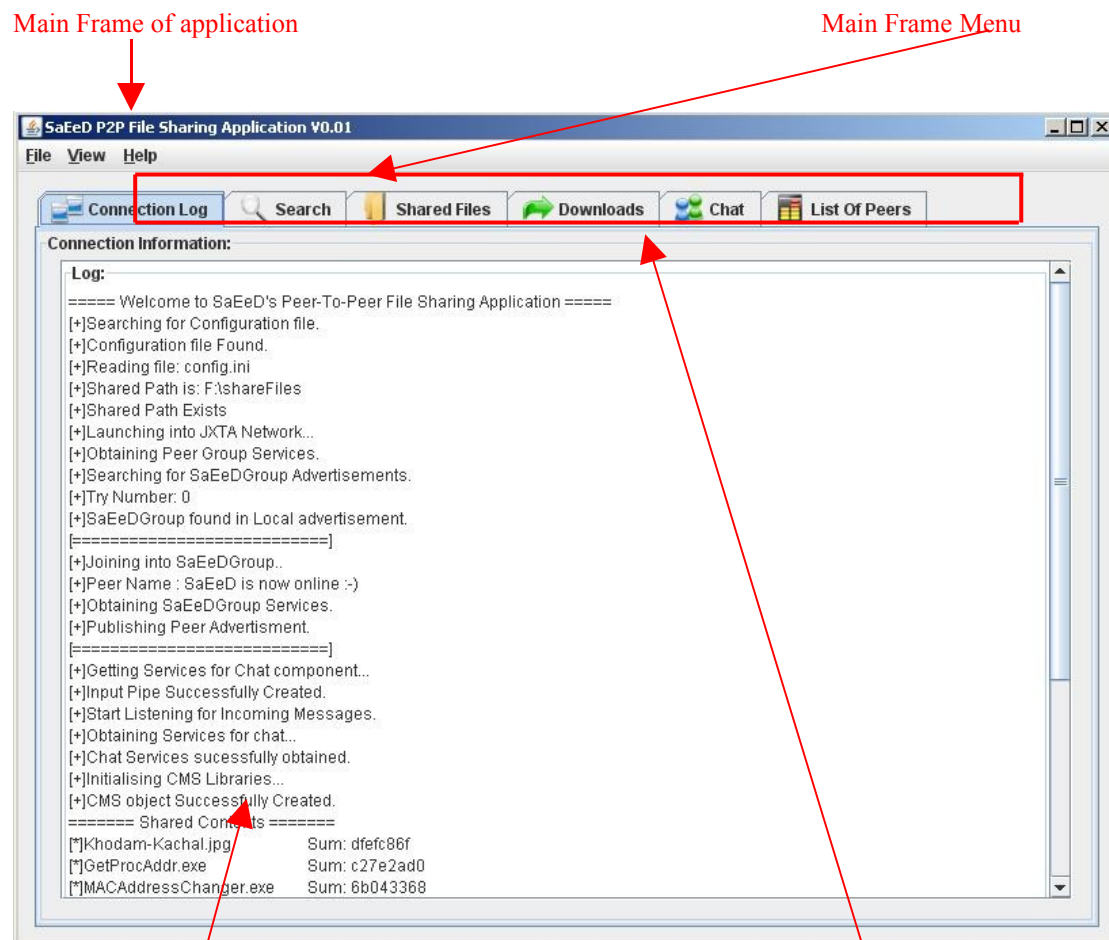 Main Frame of application
Main Frame Menu
SaEeD P2P File Sharing Application V0.01
File View Help
Connection Log Search Shared Files Downloads Chat List Of Peers
Connection Information:
Log:
===== Welcome to SaEeD's Peer-To-Peer File Sharing Application =====
[+]Searching for Configuration file.
[+]Configuration file Found.
[+]Reading file: config.ini
[+]Shared Path is: F:\shareFiles
[+]Shared Path Exists
[+]Launching into JXTA Network...
[+]Obtaining Peer Group Services.
[+]Searching for SaEeDGroup Advertisements.
[+]Try Number: 0
[+]SaEeDGroup found in Local advertisement.
[===========================]
[+]Joining into SaEeDGroup..
[+]Peer Name : SaEeD is now online :-)
[+]Obtaining SaEeDGroup Services.
[+]Publishing Peer Advertisment.
[===========================]
[+]Getting Services for Chat component...
[+]Input Pipe Successfully Created.
[+]Start Listening for Incoming Messages.
[+]Obtaining Services for chat...
[+]Chat Services sucessfully obtained.
[+]Initialising CMS Libraries...
[+]CMS object Successfully Created.
======= Shared Contents =======
[*]Khodam-Kachal.jpg Sum: dfefc86f
[*]GetProcAddr.exe Sum: c27e2ad0
[*]MACAddressChanger.exe Sum: 6b043368